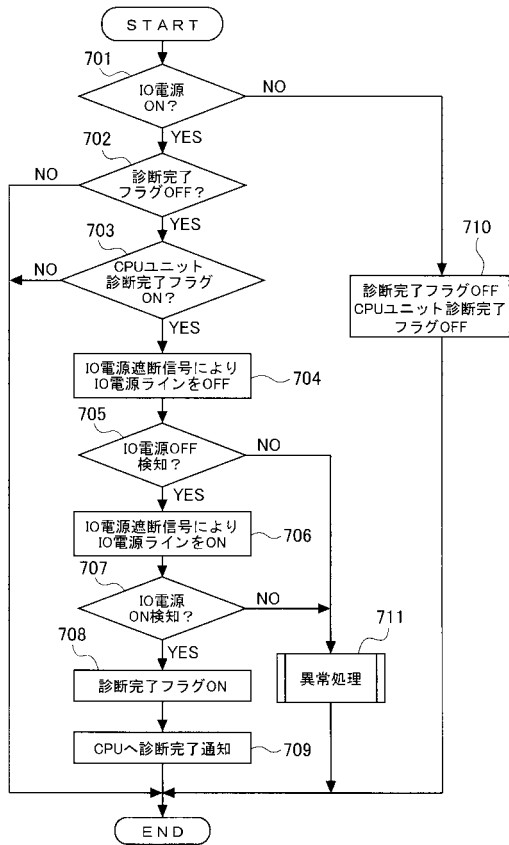 START
701
IO電源
ON?
NO
YES
702
NO
診断完了
フラグOFF?
YES
703
NO
CPUユニット
診断完了フラグ
ON?
YES
710
診断完了フラグOFF
CPUユニット診断完了
フラグOFF
IO電源遮断信号により
IO電源ラインをOFF
704
705
IO電源OFF
検知?
NO
YES
IO電源遮断信号により
IO電源ラインをON
706
707
IO電源
ON検知?
NO
YES
711
異常処理
708
診断完了フラグON
CPUへ診断完了通知
709
END